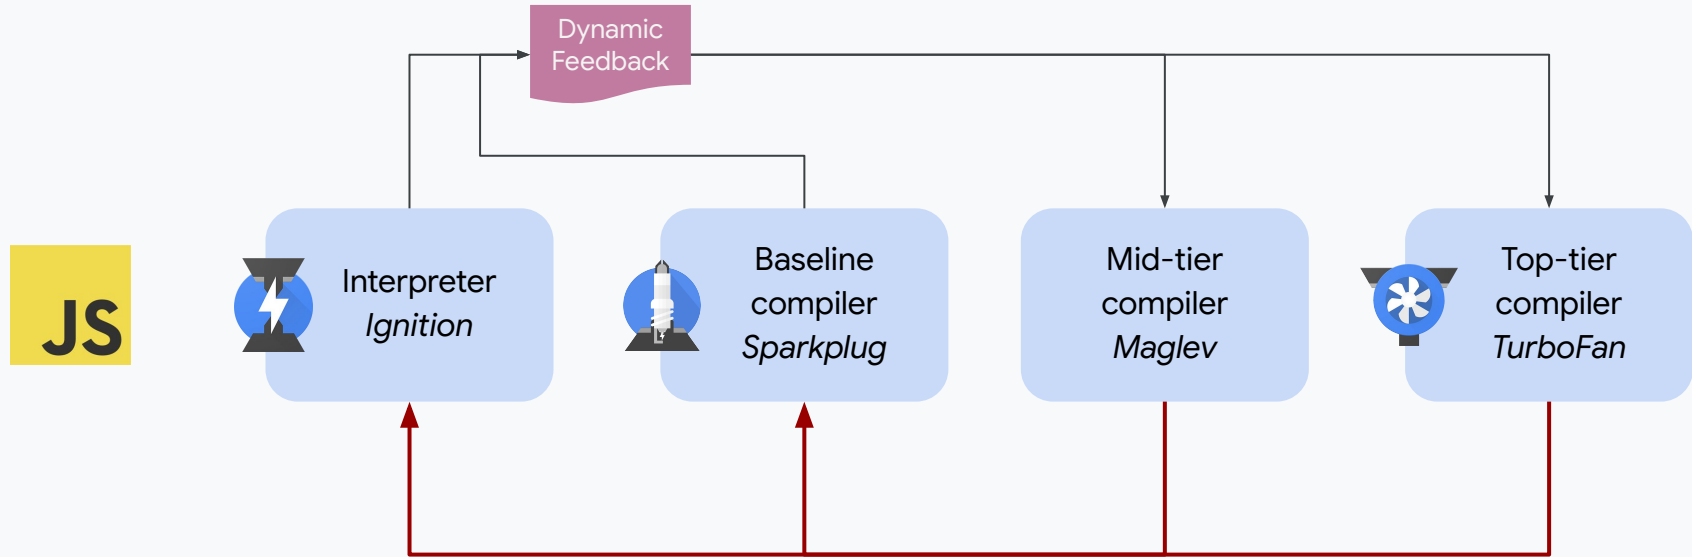 Dynamic
Feedback
JS
Interpreter
Ignition
Baseline
compiler
Sparkplug
Mid-tier
compiler
Maglev
Top-tier
compiler
TurboFan